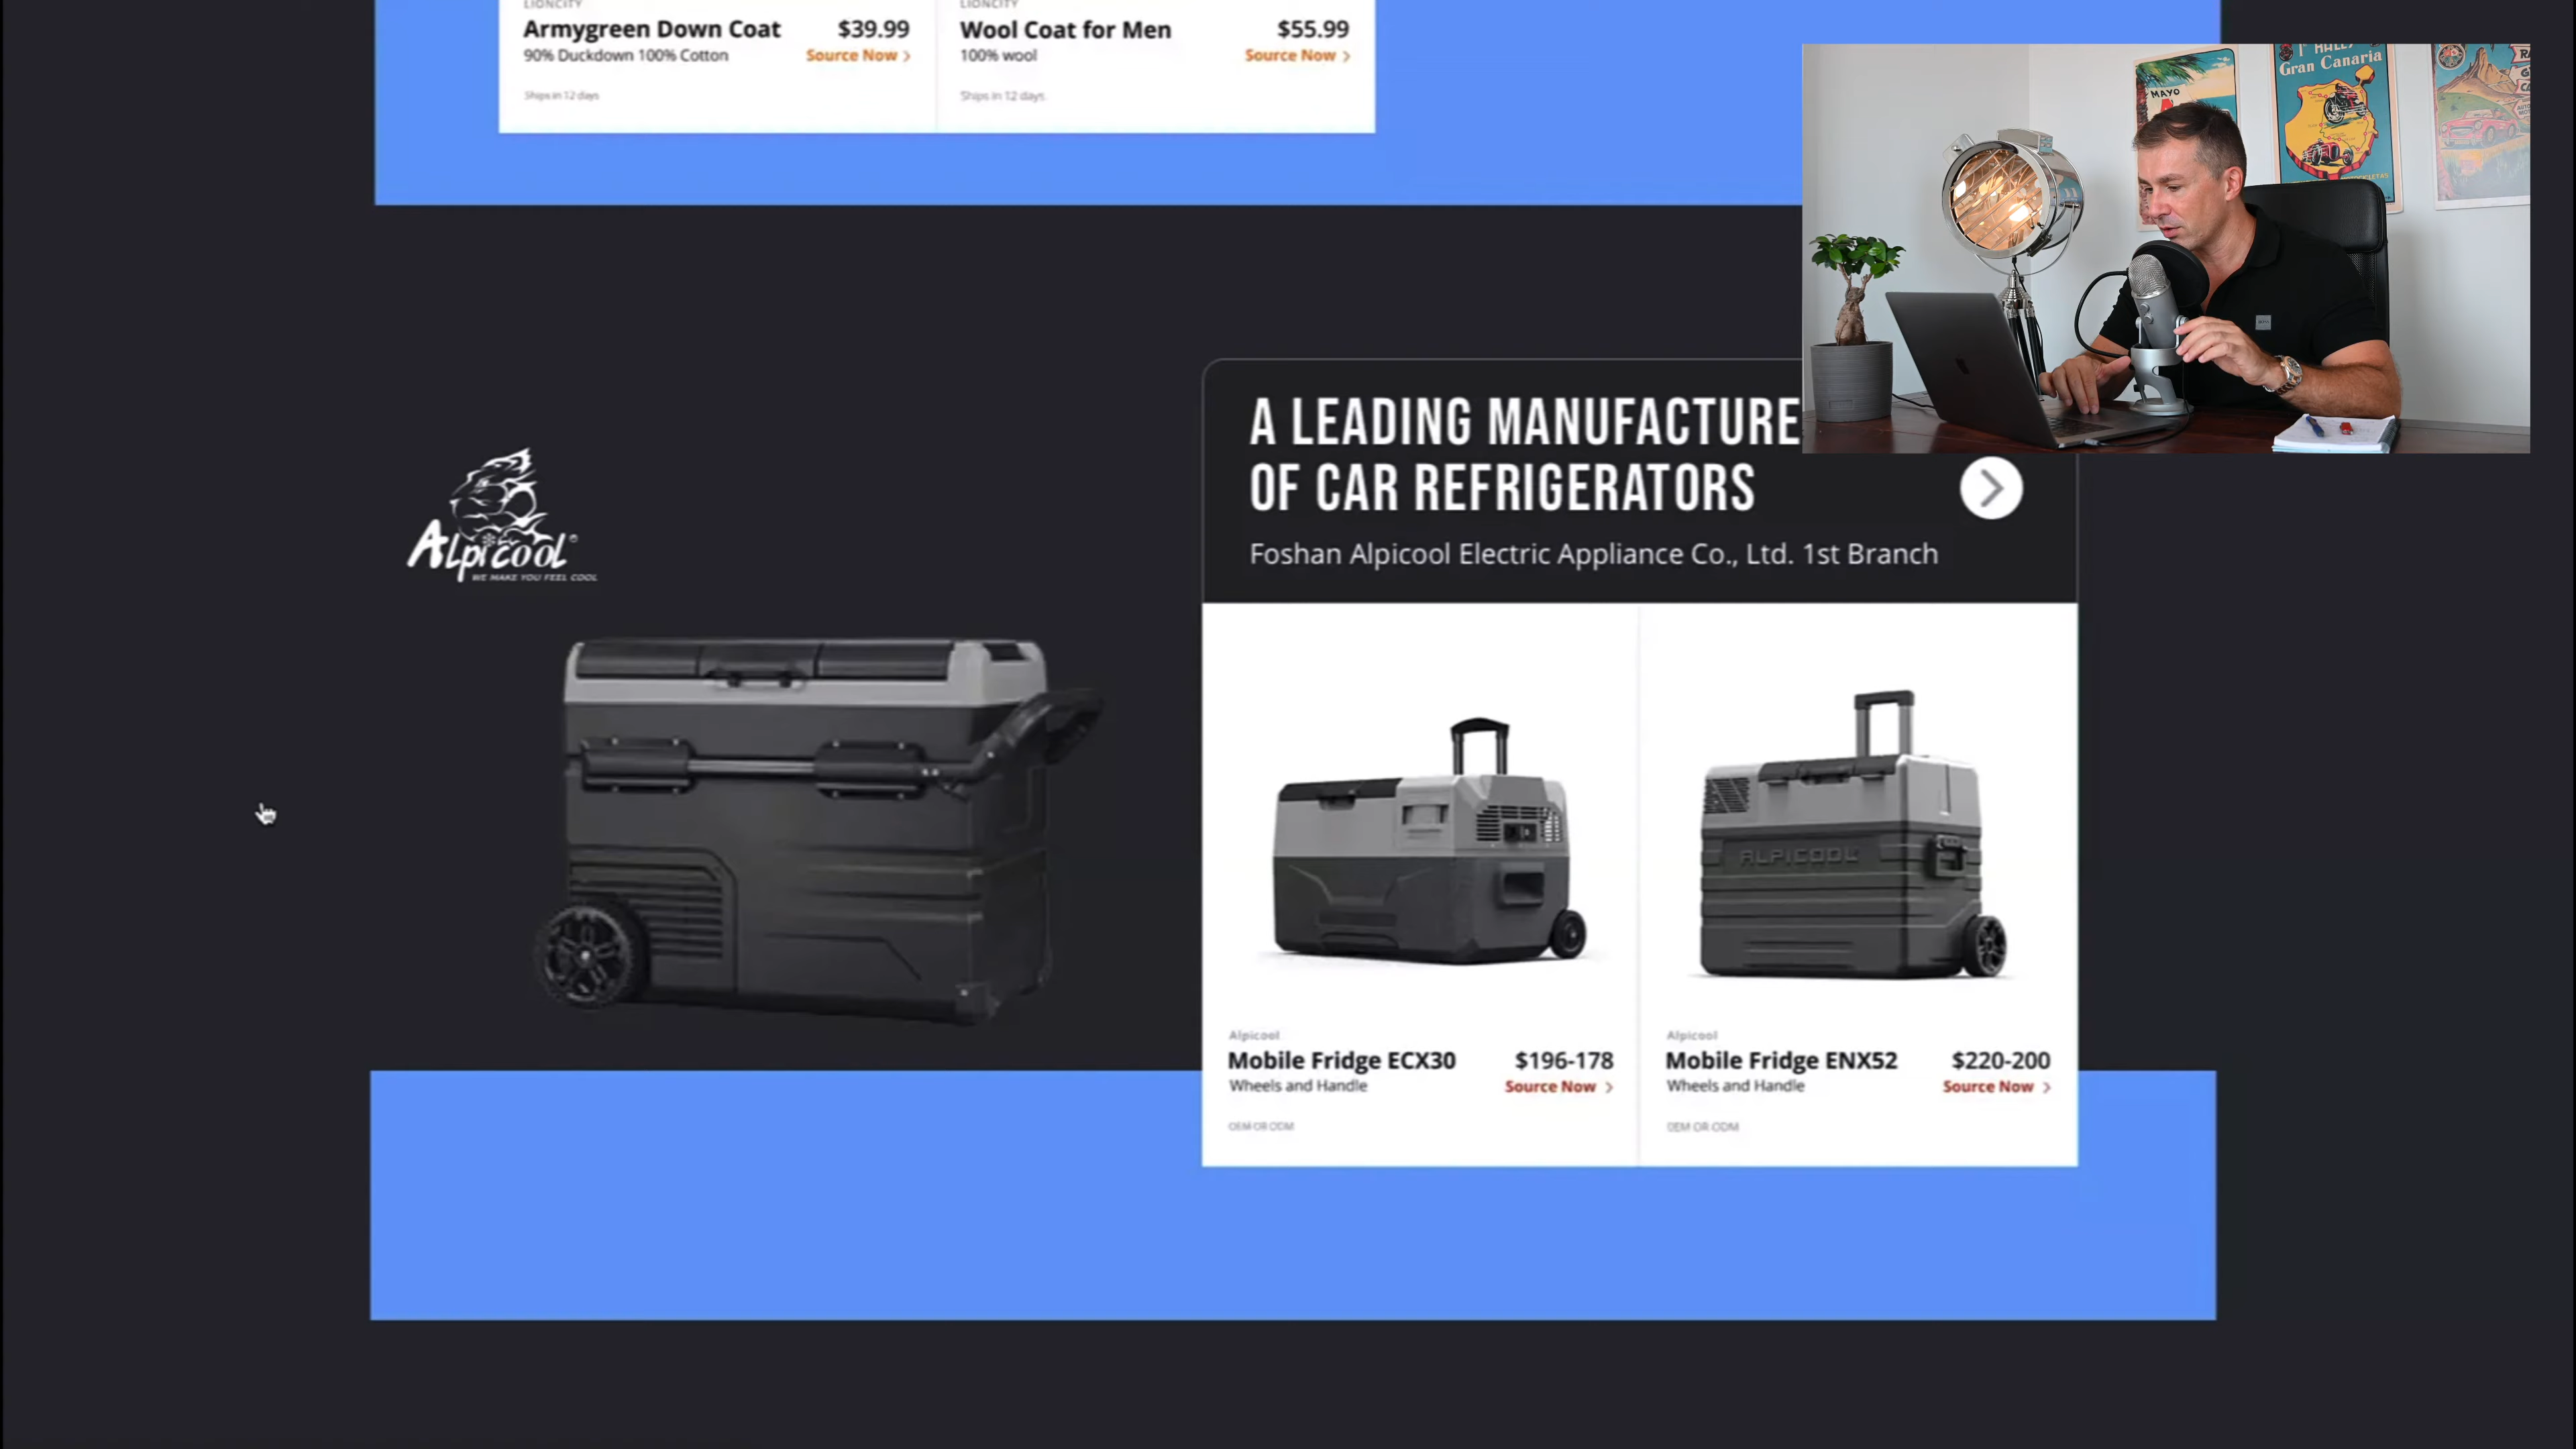 LIONCITY
Armygreen Down Coat
$39.99
90% Duckdown 100% Cotton
Source Now >
Ships in 12 days
LIONCITY
Wool Coat for Men
$55.99
100% wool
Source Now >
Ships in 12 days
MAYO
Gran Canaria
Alpicool®
WE MAKE YOU FEEL COOL
A LEADING MANUFACTURE
OF CAR REFRIGERATORS
Foshan Alpicool Electric Appliance Co., Ltd. 1st Branch
ALPICOOL
Alpicool
Mobile Fridge ECX30
$196-178
Wheels and Handle
Source Now >
OEM OR ODM
Alpicool
Mobile Fridge ENX52
$220-200
Wheels and Handle
Source Now >
OEM OR ODM